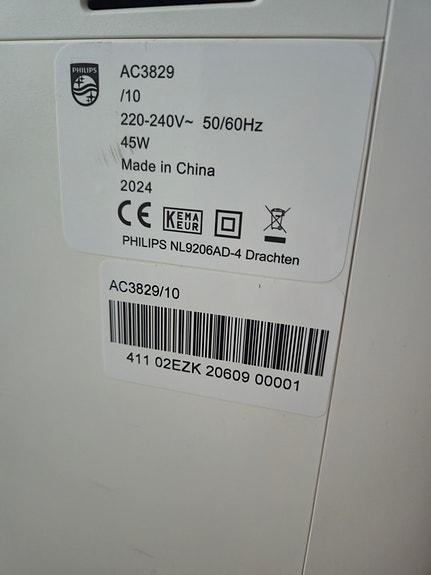 PHILIPS
AC3829
/10
220-240V~ 50/60Hz
45W
Made in China
2024
CE KEMA KEUR
PHILIPS NL9206AD-4 Drachten
AC3829/10
411 02EZK 20609 00001